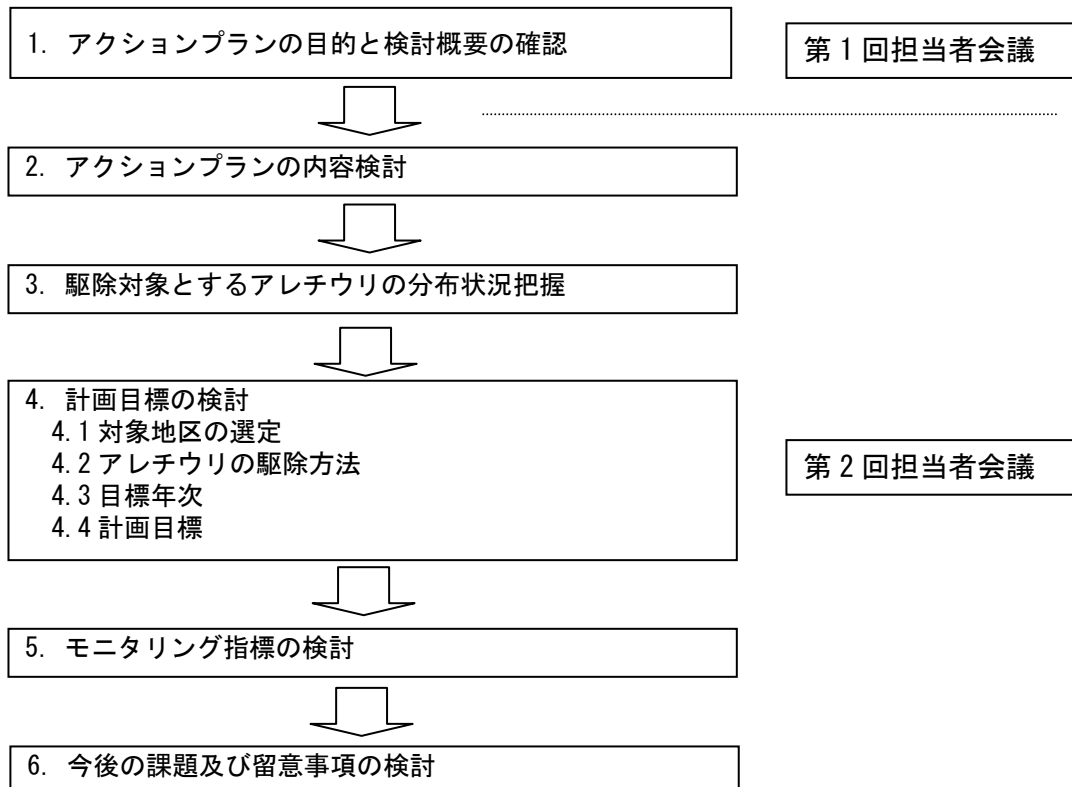 1. アクションプランの目的と検討概要の確認
第1回担当者会議
2. アクションプランの内容検討
3. 駆除対象とするアレチウリの分布状況把握
4. 計画目標の検討
4.1 対象地区の選定
4.2 アレチウリの駆除方法
4.3 目標年次
4.4 計画目標
第2回担当者会議
5. モニタリング指標の検討
6. 今後の課題及び留意事項の検討